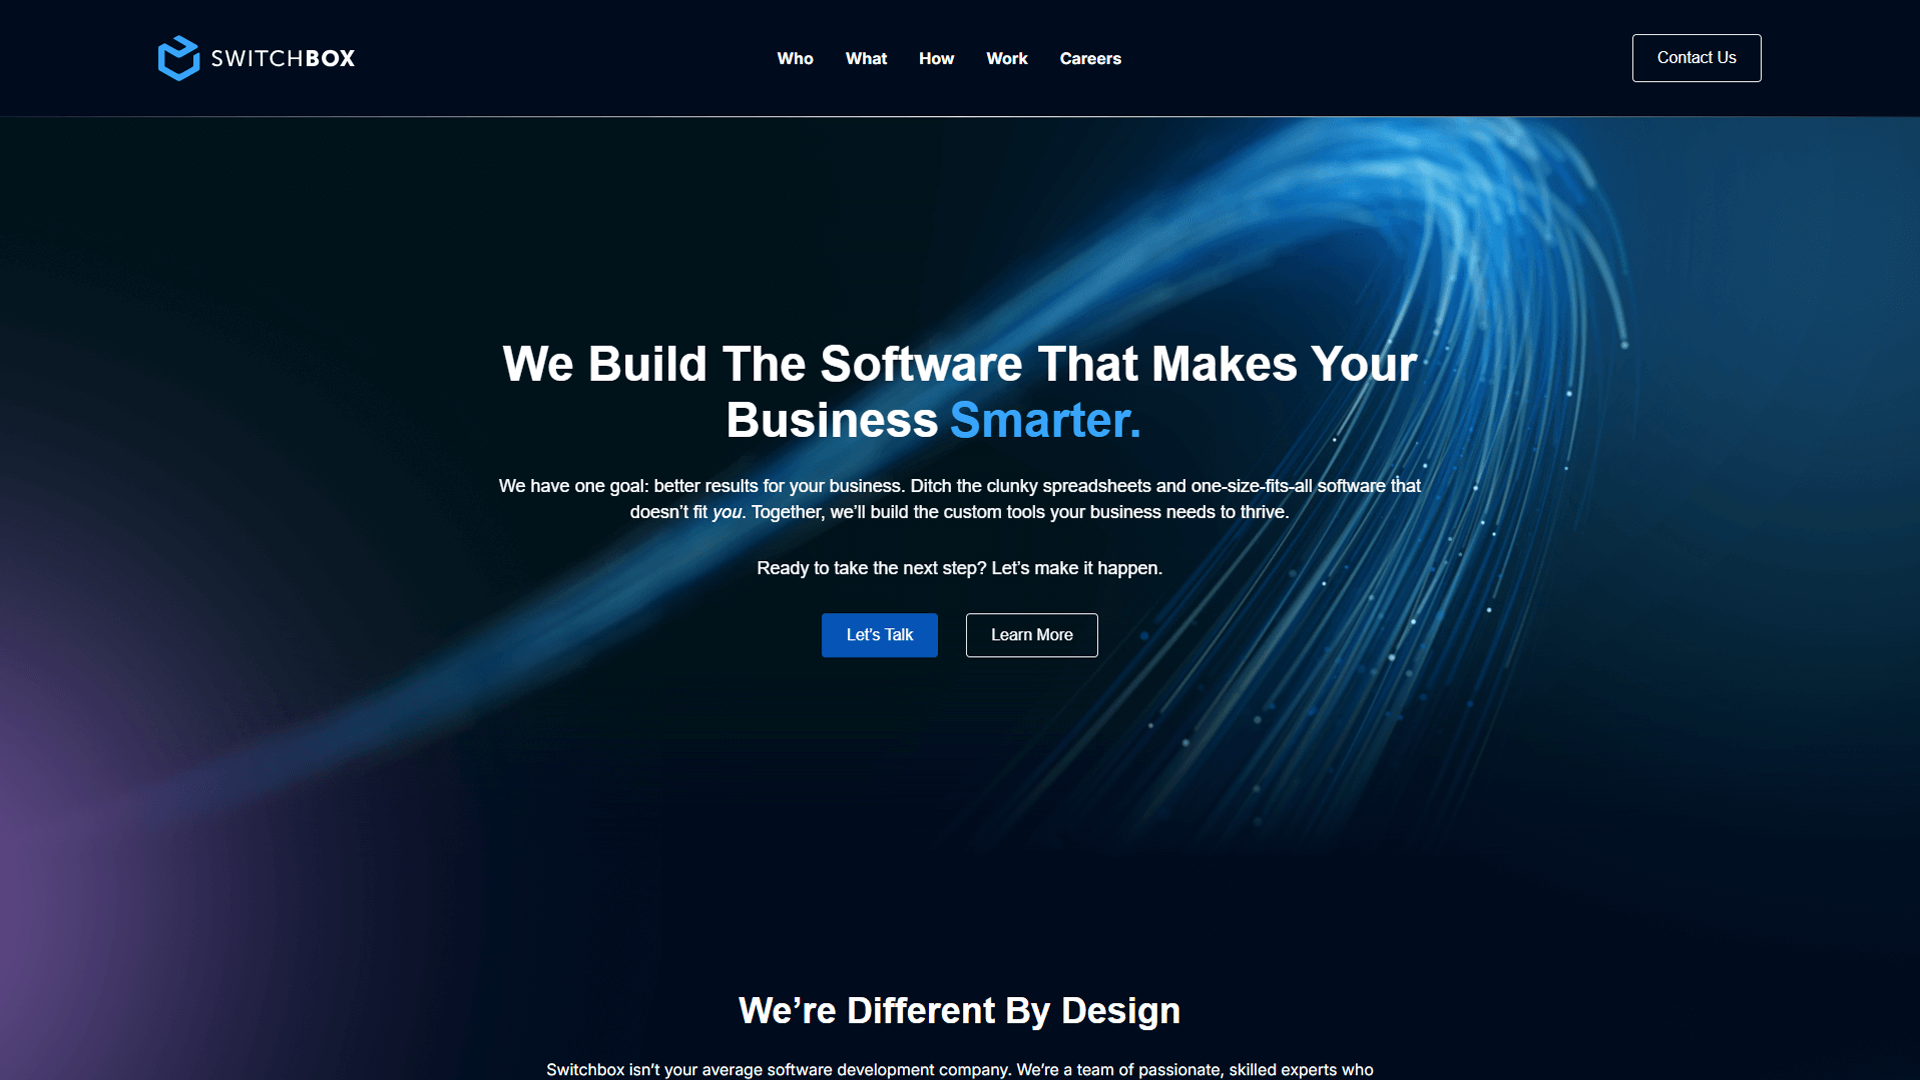 SWITCHBOX
Who What How Work Careers
Contact Us
We Build The Software That Makes Your
Business Smarter.
We have one goal: better results for your business. Ditch the clunky spreadsheets and one-size-fits-all software that
doesn’t fit you. Together, we’ll build the custom tools your business needs to thrive.
Ready to take the next step? Let’s make it happen.
Let’s Talk
Learn More
We’re Different By Design
Switchbox isn’t your average software development company. We’re a team of passionate, skilled experts who